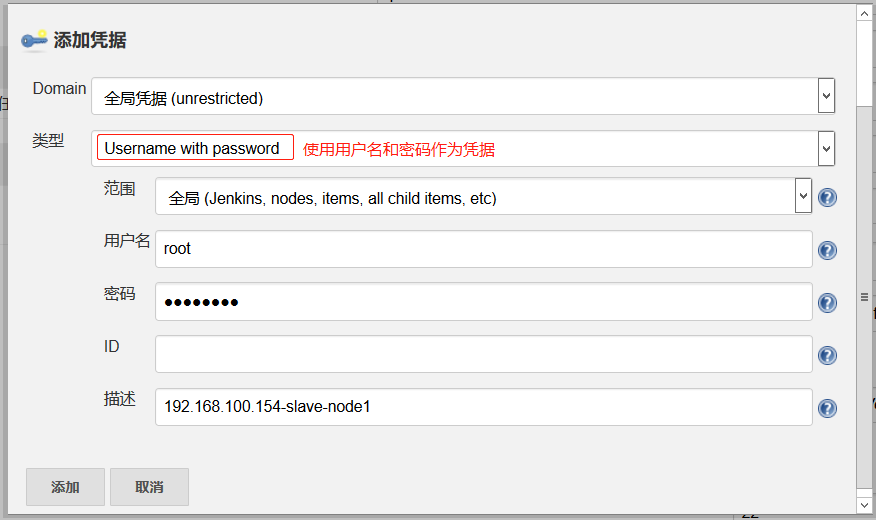 添加凭据
Domain 全局凭据 (unrestricted)
类型 Username with password 使用用户名和密码作为凭据
范围 全局 (Jenkins, nodes, items, all child items, etc)
用户名 root
密码 ●●●●●●●●
ID
描述 192.168.100.154-slave-node1
添加 取消